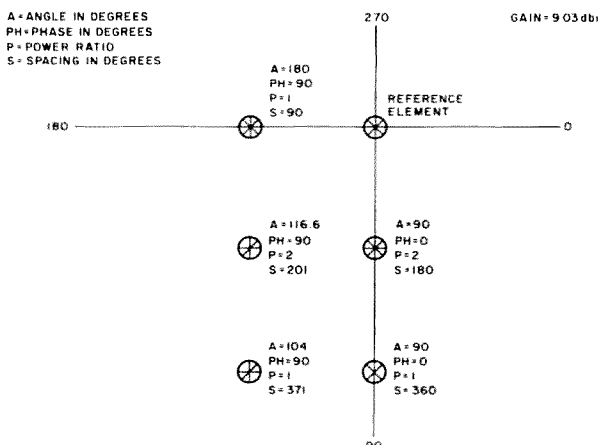 A=ANGLE IN DEGREES
PH=PHASE IN DEGREES
P=POWER RATIO
S=SPACING IN DEGREES
270
GAIN=9.03dbi
A=180
PH=90
P=1
S=90
REFERENCE
ELEMENT
180
0
A=116.6
PH=90
P=2
S=201
A=90
PH=0
P=2
S=180
A=104
PH=90
P=1
S=371
A=90
PH=0
P=1
S=360
90